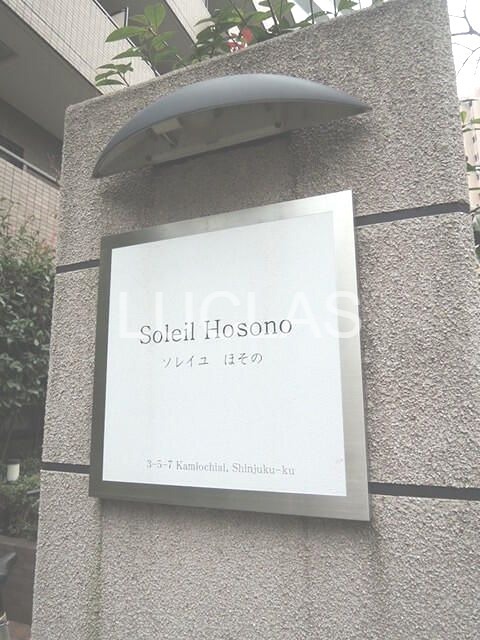 LUCLAS
Soleil Hosono
ソレイユ ほその
3-5-7 Kamiochiai, Shinjuku-ku